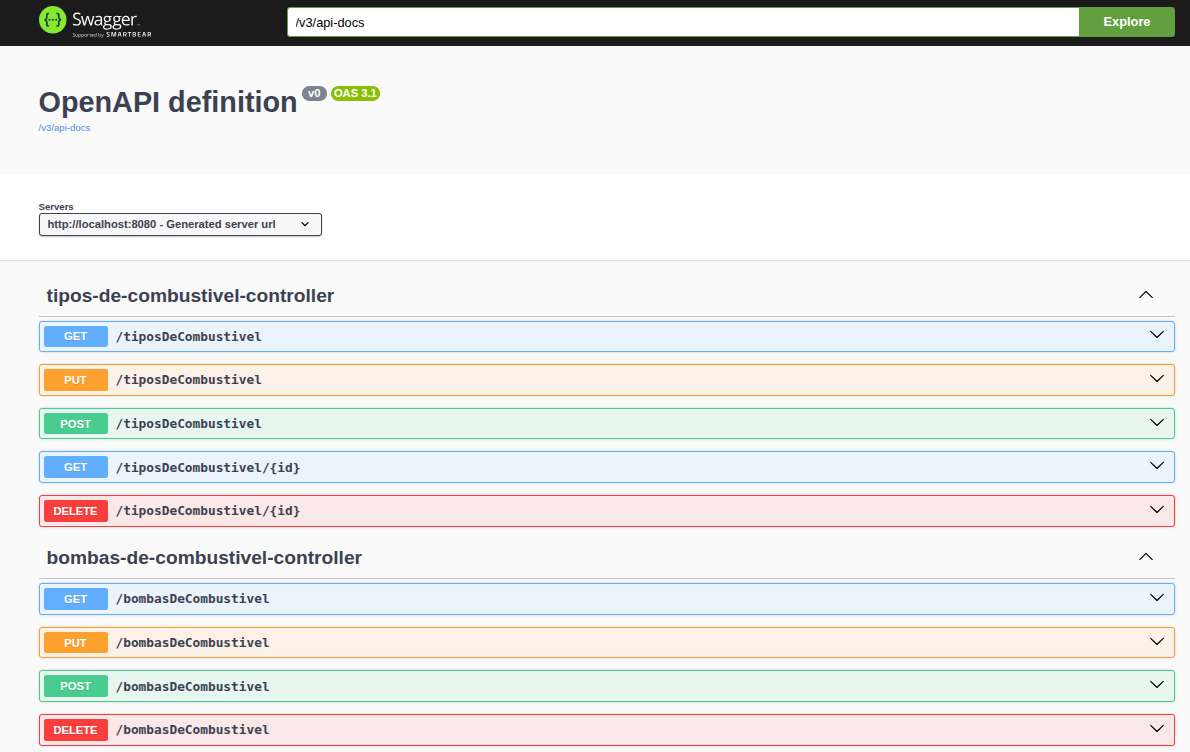 Swagger
Supported by SMARTBEAR
/v3/api-docs
Explore
OpenAPI definition v0 OAS 3.1
/v3/api-docs
Servers
http://localhost:8080 - Generated server url
tipos-de-combustivel-controller
GET /tiposDeCombustivel
PUT /tiposDeCombustivel
POST /tiposDeCombustivel
GET /tiposDeCombustivel/{id}
DELETE /tiposDeCombustivel/{id}
bombas-de-combustivel-controller
GET /bombasDeCombustivel
PUT /bombasDeCombustivel
POST /bombasDeCombustivel
DELETE /bombasDeCombustivel